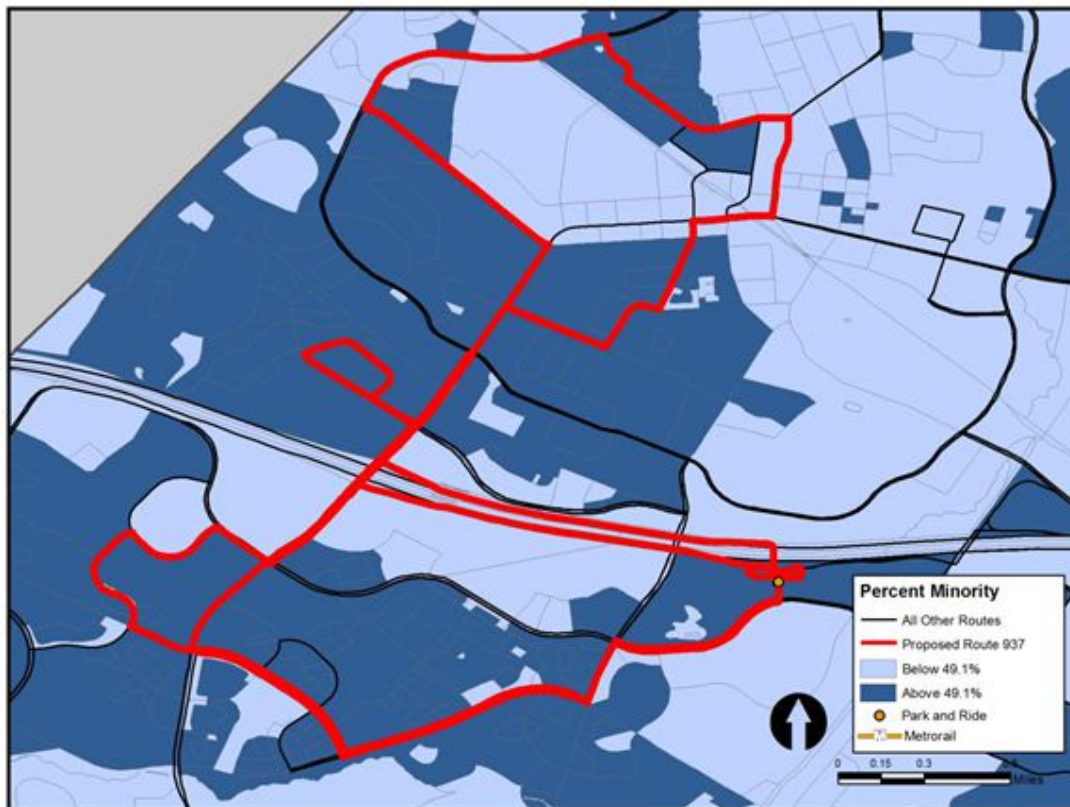 Percent Minority
All Other Routes
Proposed Route 937
Below 49.1%
Above 49.1%
Park and Ride
M
Metrorail
0 0.15 0.3
Miles